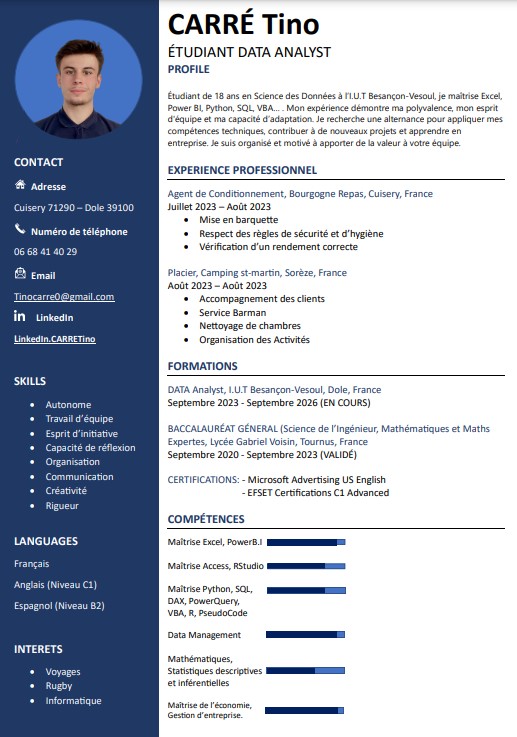 CARRÉ Tino
ÉTUDIANT DATA ANALYST
PROFILE
Étudiant de 18 ans en Science des Données à l'I.U.T Besançon-Vesoul, je maîtrise Excel,
Power BI, Python, SQL, VBA... . Mon expérience démontre ma polyvalence, mon esprit
d'équipe et ma capacité d'adaptation. Je recherche une alternance pour appliquer mes
compétences techniques, contribuer à de nouveaux projets et apprendre en
entreprise. Je suis organisé et motivé à apporter de la valeur à votre équipe.
CONTACT
Adresse
Cuisery 71290 – Dole 39100
Numéro de téléphone
06 68 41 40 29
Email
Tinocarre0@gmail.com
LinkedIn
LinkedIn.CARRETino
SKILLS
• Autonome
• Travail d'équipe
• Esprit d'initiative
• Capacité de réflexion
• Organisation
• Communication
• Créativité
• Rigueur
LANGUAGES
Français
Anglais (Niveau C1)
Espagnol (Niveau B2)
INTERETS
• Voyages
• Rugby
• Informatique
EXPERIENCE PROFESSIONNEL
Agent de Conditionnement, Bourgogne Repas, Cuisery, France
Juillet 2023 – Août 2023
• Mise en barquette
• Respect des règles de sécurité et d'hygiène
• Vérification d'un rendement correcte
Placier, Camping st-martin, Sorèze, France
Août 2023 – Août 2023
• Accompagnement des clients
• Service Barman
• Nettoyage de chambres
• Organisation des Activités
FORMATIONS
DATA Analyst, I.U.T Besançon-Vesoul, Dole, France
Septembre 2023 - Septembre 2026 (EN COURS)
BACCALAURÉAT GÉNERAL (Science de l'Ingénieur, Mathématiques et Maths
Expertes, Lycée Gabriel Voisin, Tournus, France
Septembre 2020 - Septembre 2023 (VALIDÉ)
CERTIFICATIONS: - Microsoft Advertising US English
- EFSET Certifications C1 Advanced
COMPÉTENCES
Maîtrise Excel, PowerB.I
Maîtrise Access, RStudio
Maîtrise Python, SQL,
DAX, PowerQuery,
VBA, R, PseudoCode
Data Management
Mathématiques,
Statistiques descriptives
et inférentielles
Maîtrise de l'économie,
Gestion d'entreprise.